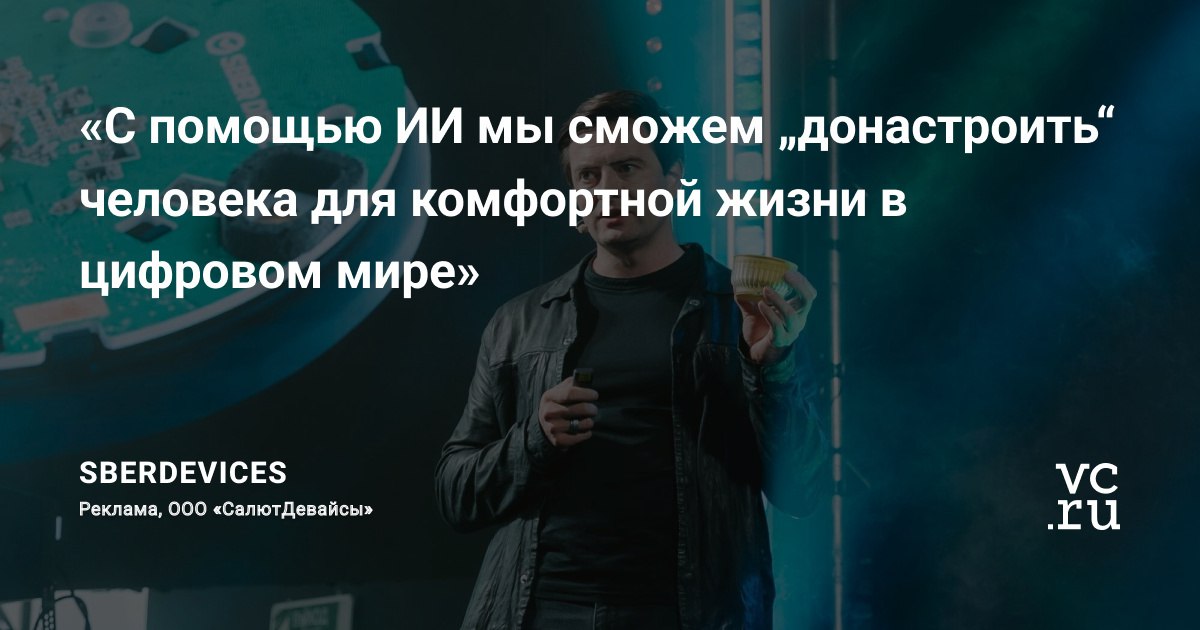 «С помощью ИИ мы сможем „донастроить“
человека для комфортной жизни в
цифровом мире»
SBERDEVICES
Реклама, ООО «СалютДевайсы»
vc
.ru